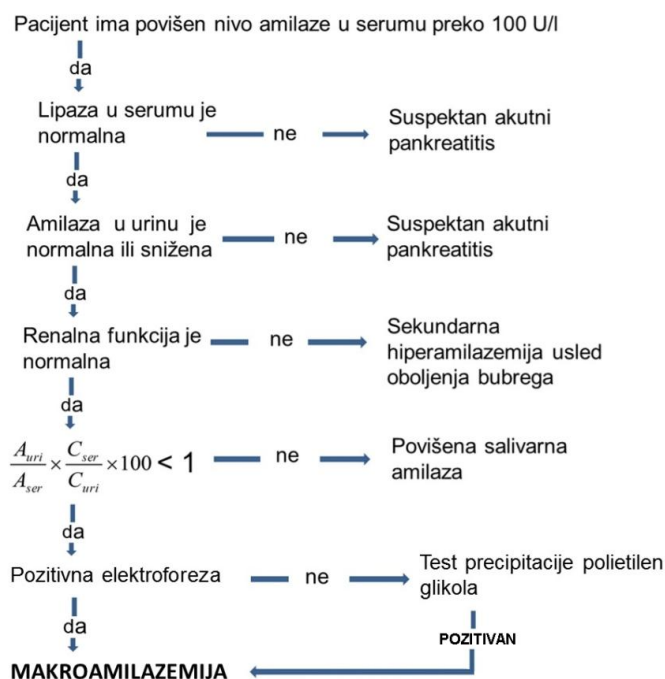 Pacijent ima povišen nivo amilaze u serumu preko 100 U/l
da
Lipaza u serumu je
normalna
ne
Suspektan akutni
pankreatitis
da
Amilaza u urinu je
normalna ili snižena
ne
Suspektan akutni
pankreatitis
da
Renalna funkcija je
normalna
ne
Sekundarna
hiperamilazemija usled
oboljenja bubrega
da
A_uri/A_ser × C_ser/C_uri ×100 < 1
ne
Povišena salivarna
amilaza
da
Pozitivna elektroforeza
ne
Test precipitacije polietilen
glikola
da
POZITIVAN
MAKROAMILAZEMIJA